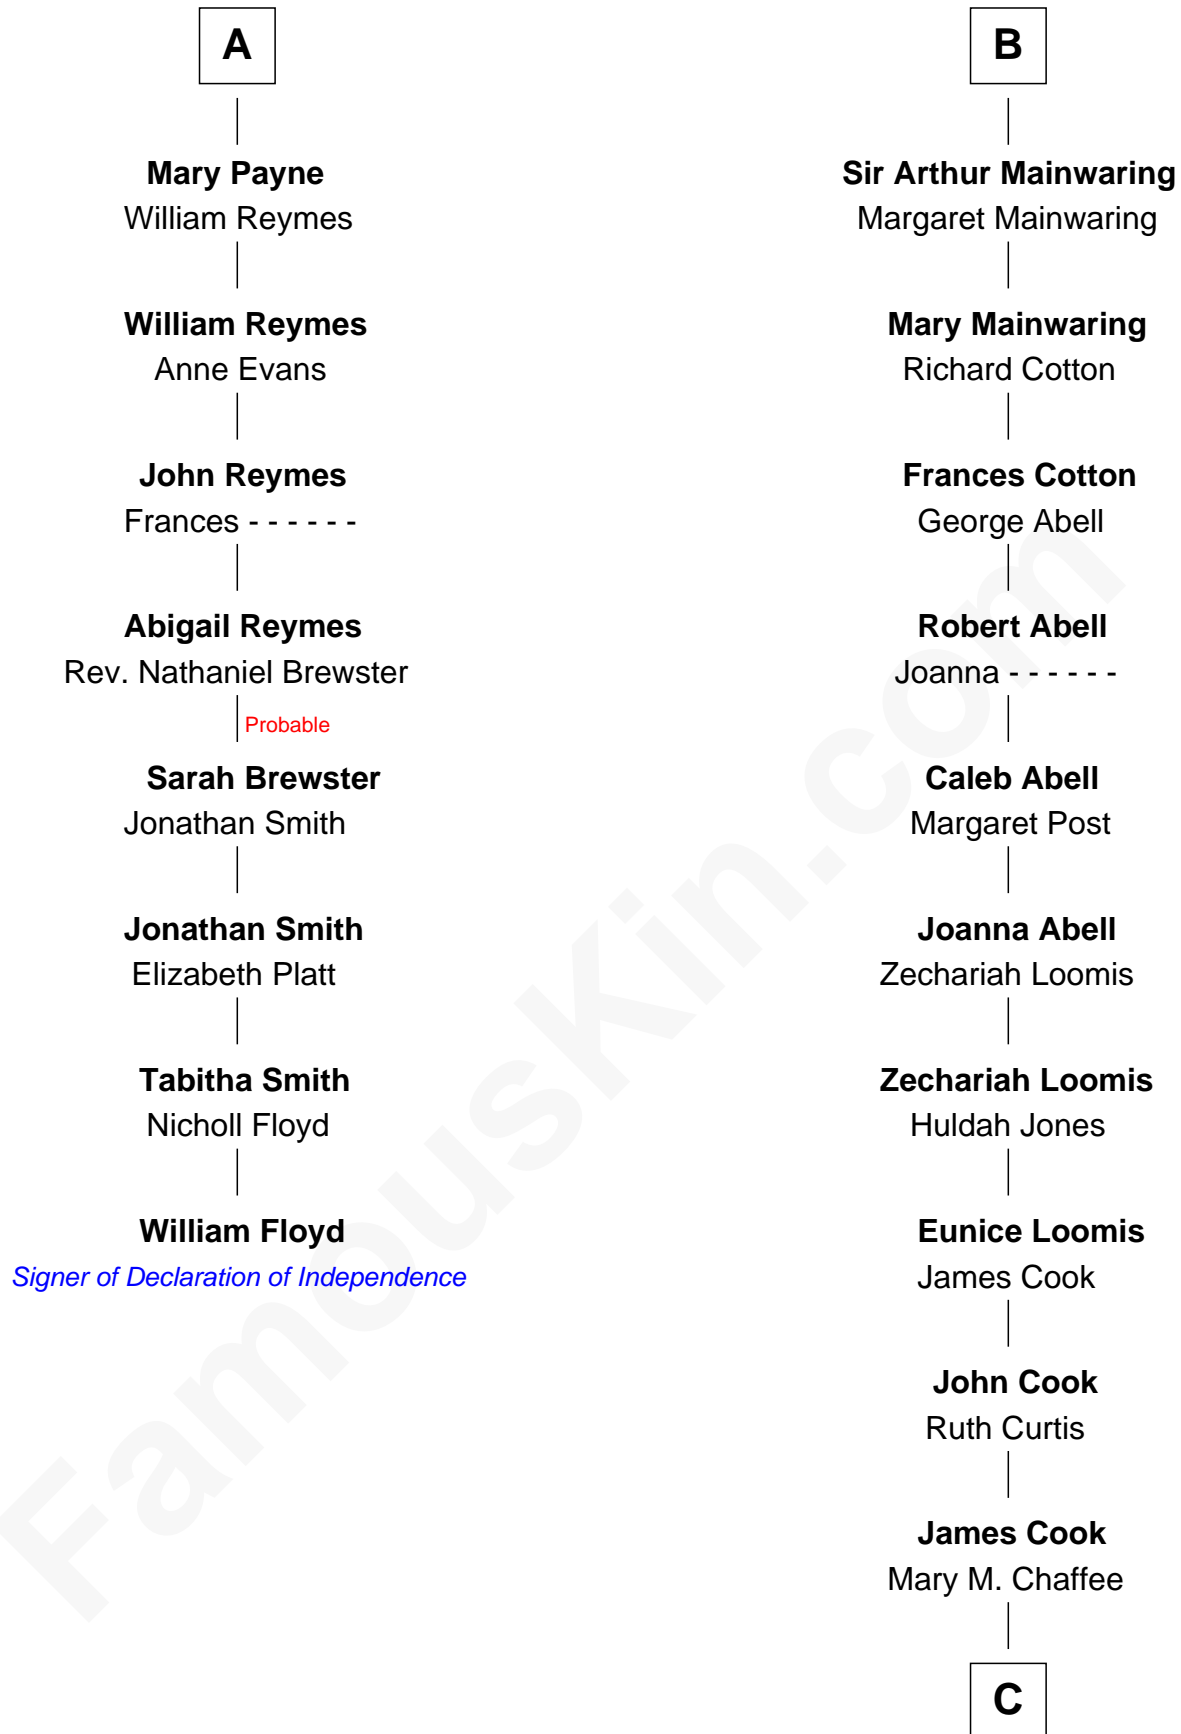 A
Mary Payne
William Reymes
William Reymes
Anne Evans
John Reymes
Frances - - - - - -
Abigail Reymes
Rev. Nathaniel Brewster
Probable
Sarah Brewster
Jonathan Smith
Jonathan Smith
Elizabeth Platt
Tabitha Smith
Nicholl Floyd
William Floyd
Signer of Declaration of Independence
B
Sir Arthur Mainwaring
Margaret Mainwaring
Mary Mainwaring
Richard Cotton
Frances Cotton
George Abell
Robert Abell
Joanna - - - - - -
Caleb Abell
Margaret Post
Joanna Abell
Zechariah Loomis
Zechariah Loomis
Huldah Jones
Eunice Loomis
James Cook
John Cook
Ruth Curtis
James Cook
Mary M. Chaffee
C
FamousKin.com